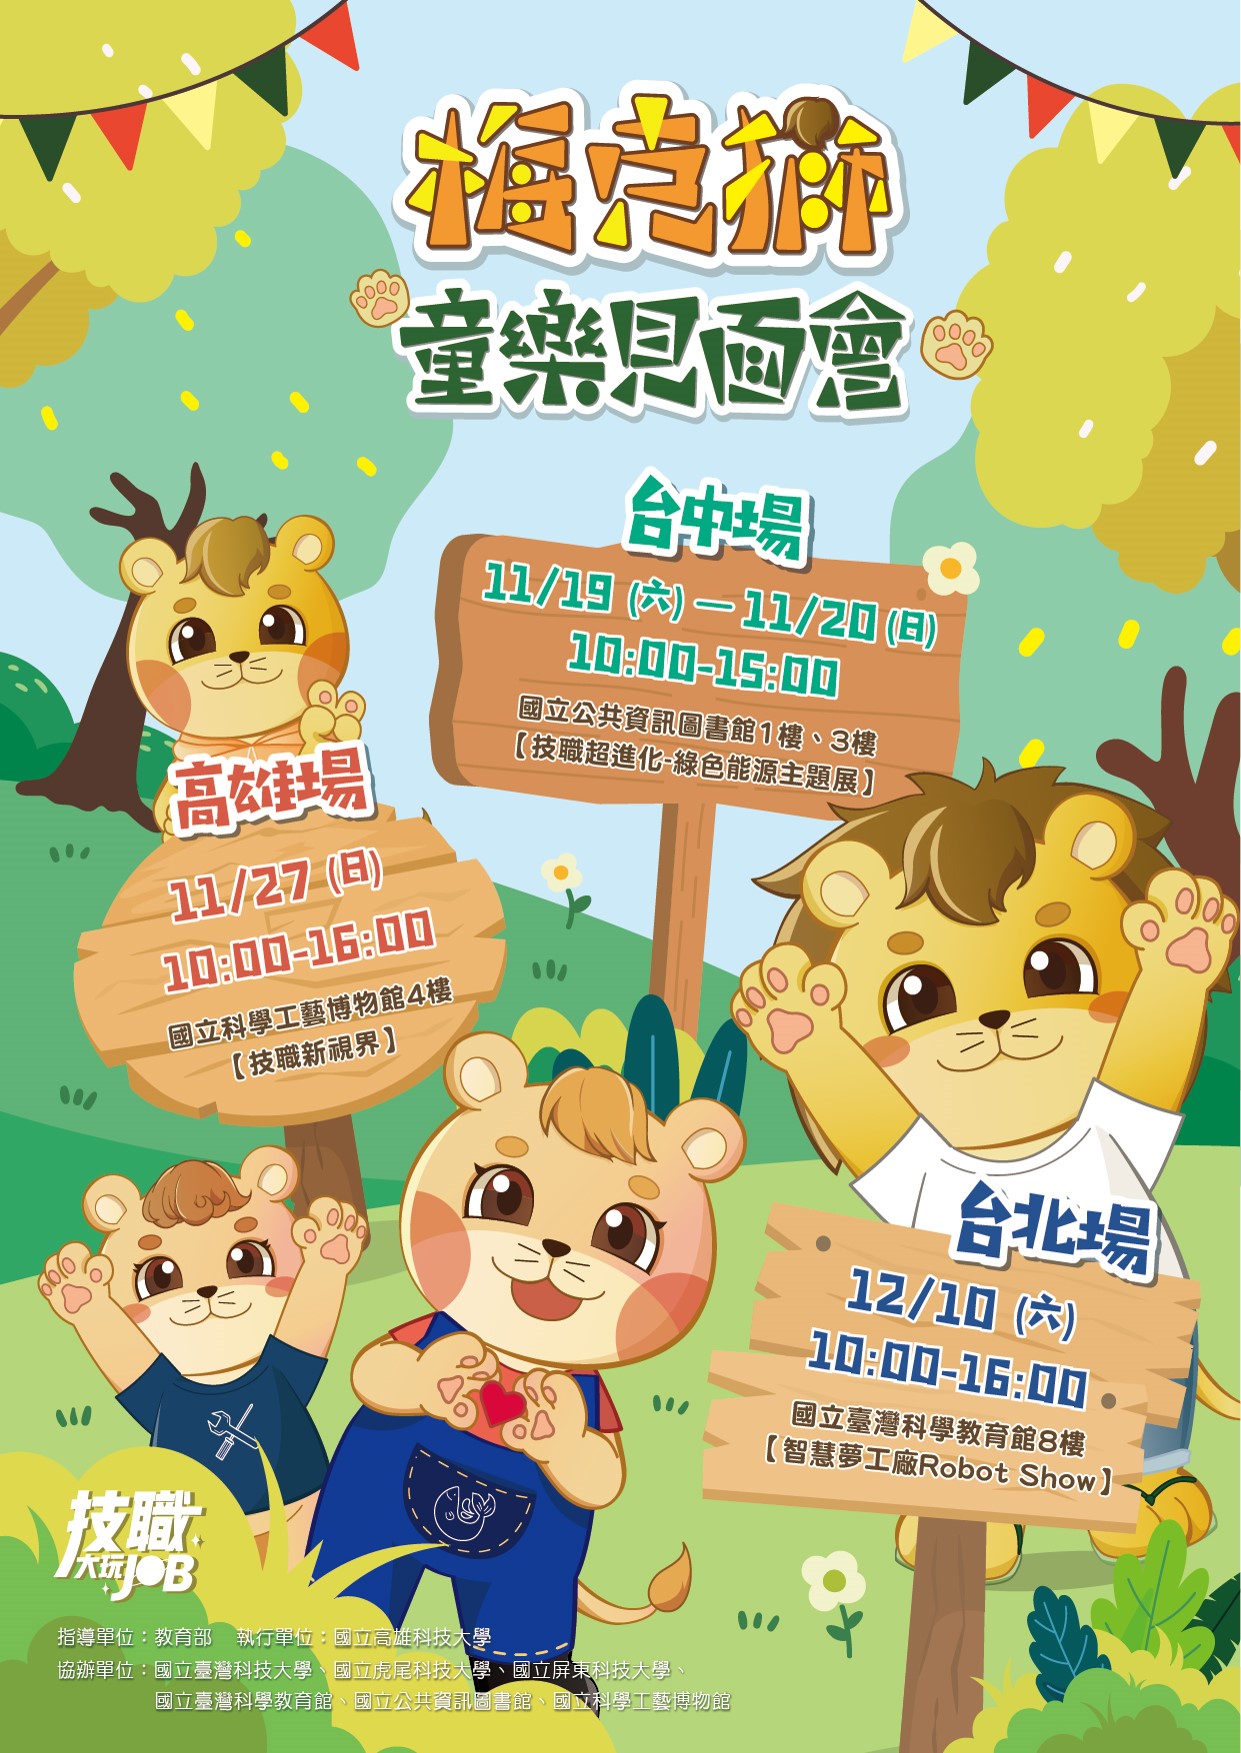 梅克獅
童樂見面會
台中場
11/19 (六) — 11/20 (日)
10:00-15:00
國立公共資訊圖書館1樓、3樓
【技職超進化-綠色能源主題展】
高雄場
11/27 (日)
10:00-16:00
國立科學工藝博物館4樓
【技職新視界】
台北場
12/10 (六)
10:00-16:00
國立臺灣科學教育館8樓
【智慧夢工廠Robot Show】
技職
大玩JOB
指導單位：教育部　執行單位：國立高雄科技大學
協辦單位：國立臺灣科技大學、國立虎尾科技大學、國立屏東科技大學、
國立臺灣科學教育館、國立公共資訊圖書館、國立科學工藝博物館